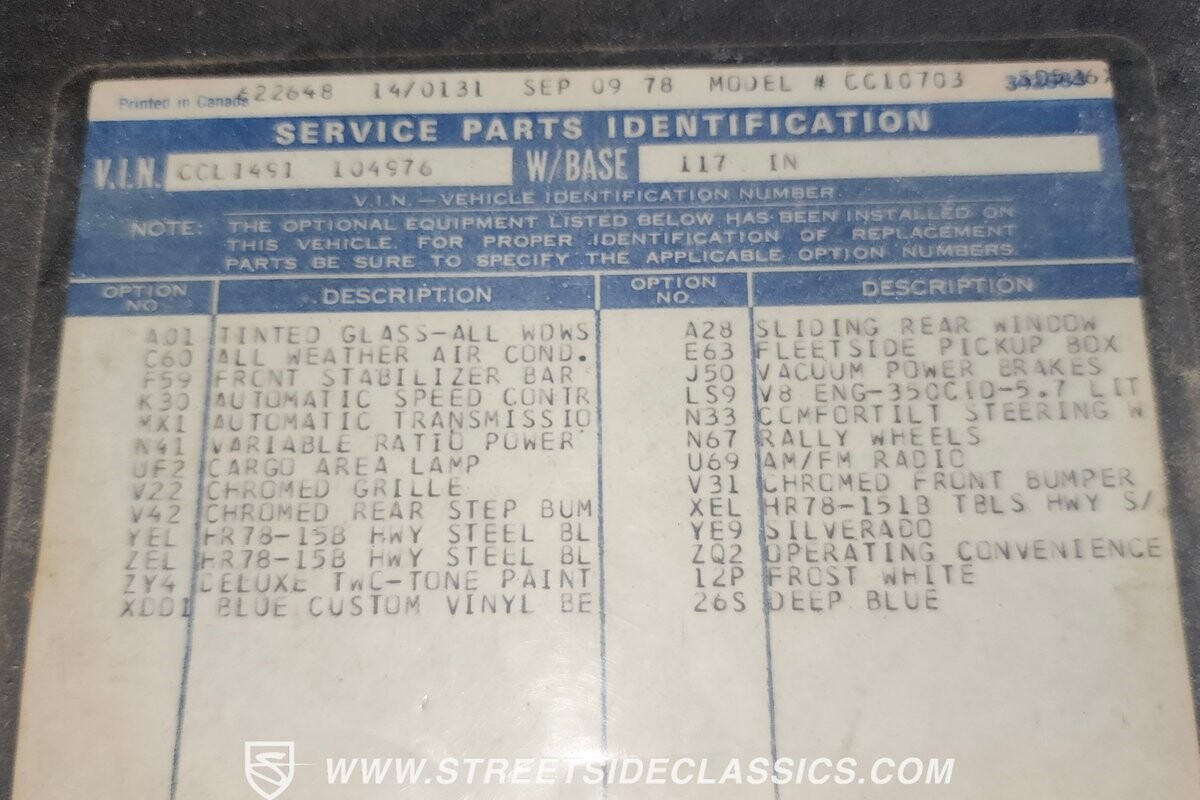 Printed in Canada 622648 14/0131 SEP 09 78 MODEL # CC10703
SERVICE PARTS IDENTIFICATION
V.I.N. CCL1491 104976 W/BASE 117 IN
V.I.N. — VEHICLE IDENTIFICATION NUMBER
NOTE: THE OPTIONAL EQUIPMENT LISTED BELOW HAS BEEN INSTALLED ON
THIS VEHICLE. FOR PROPER IDENTIFICATION OF REPLACEMENT
PARTS BE SURE TO SPECIFY THE APPLICABLE OPTION NUMBERS.
OPTION NO. DESCRIPTION OPTION NO. DESCRIPTION
A01 TINTED GLASS-ALL WDWS A28 SLIDING REAR WINDOW
C60 ALL WEATHER AIR COND. E63 FLEETSIDE PICKUP BOX
F59 FRONT STABILIZER BAR J50 VACUUM POWER BRAKES
K30 AUTOMATIC SPEED CONTR LS9 V8 ENG-350CID-5.7 LIT
MX1 AUTOMATIC TRANSMISSIO N33 COMFORTILT STEERING W
N41 VARIABLE RATIO POWER N67 RALLY WHEELS
UF2 CARGO AREA LAMP U69 AM/FM RADIO
V22 CHROMED GRILLE V31 CHROMED FRONT BUMPER
V42 CHROMED REAR STEP BUM XEL HR78-15B TBLS HWY S/
YEL HR78-15B HWY STEEL BL YE9 SILVERADO
ZEL HR78-15B HWY STEEL BL ZQ2 OPERATING CONVENIENCE
ZY4 DELUXE TWO-TONE PAINT 12P FROST WHITE
XDD1 BLUE CUSTOM VINYL BE 26S DEEP BLUE
WWW.STREETSIDECLASSICS.COM